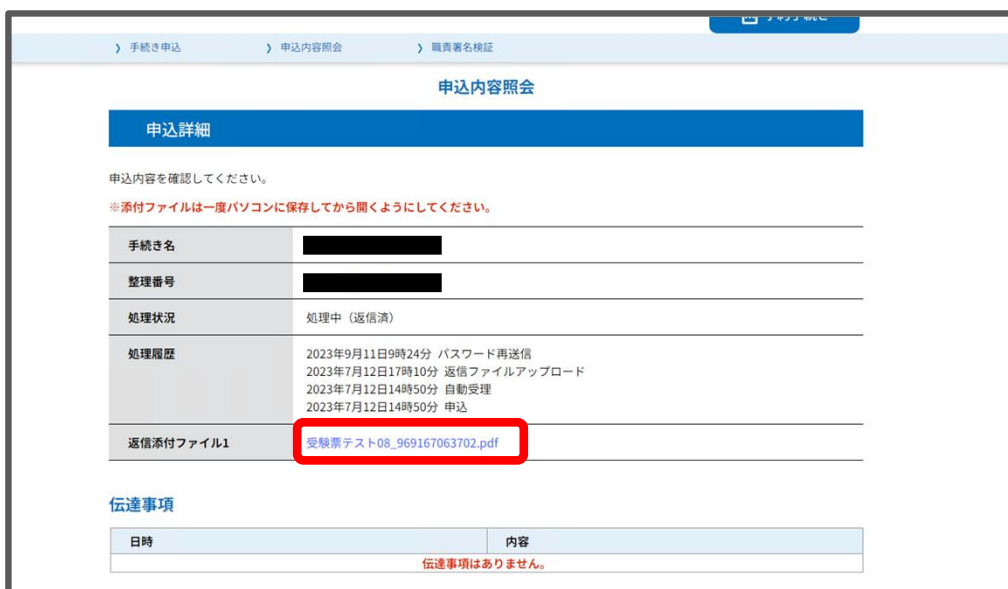 ❯ 手続き申込
❯ 申込内容照会
❯ 職責署名検証
申込内容照会
申込詳細
申込内容を確認してください。
※添付ファイルは一度パソコンに保存してから開くようにしてください。
手続き名
整理番号
処理状況 処理中（返信済）
処理履歴 2023年9月11日9時24分 パスワード再送信
2023年7月12日17時10分 返信ファイルアップロード
2023年7月12日14時50分 自動受理
2023年7月12日14時50分 申込
返信添付ファイル1 受験票テスト08_969167063702.pdf
伝達事項
日時 内容
伝達事項はありません。